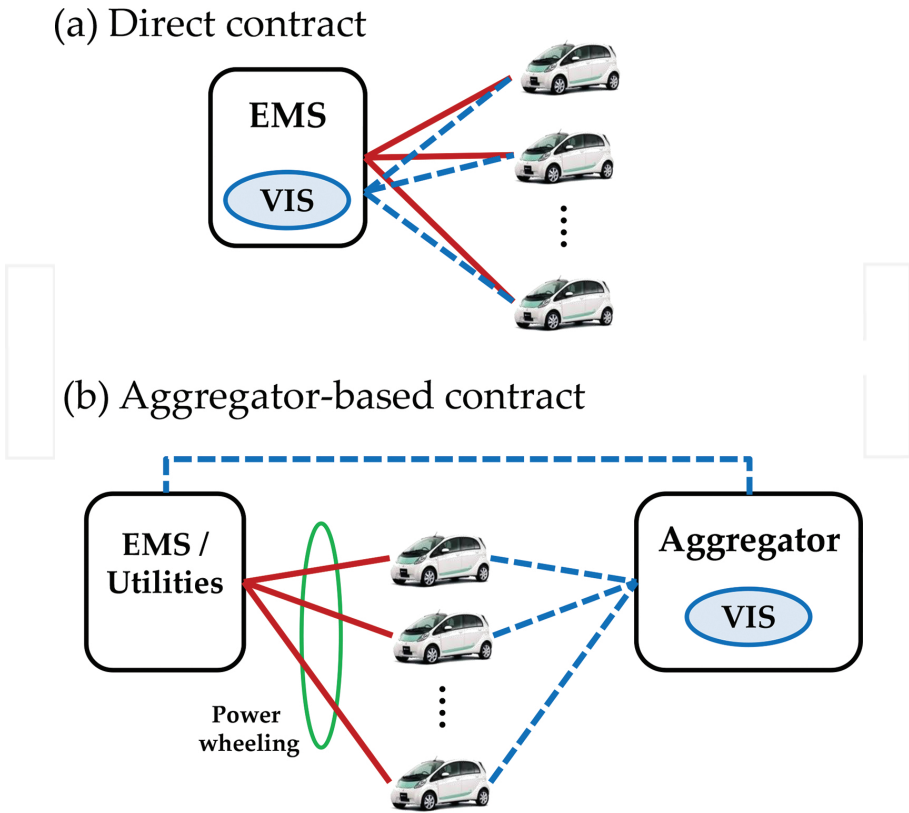 (a) Direct contract
EMS
VIS
(b) Aggregator-based contract
EMS /
Utilities
Aggregator
VIS
Power
wheeling